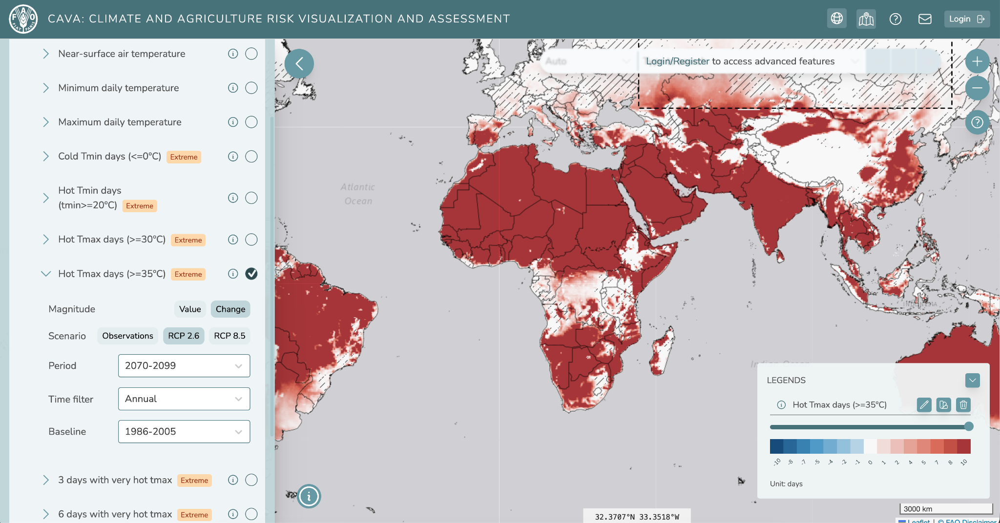 FAO
FIAT PANIS
CAVA: CLIMATE AND AGRICULTURE RISK VISUALIZATION AND ASSESSMENT
Login
Near-surface air temperature
Minimum daily temperature
Maximum daily temperature
Cold Tmin days (<=0°C) Extreme
Hot Tmin days
(tmin>=20°C) Extreme
Hot Tmax days (>=30°C) Extreme
Hot Tmax days (>=35°C) Extreme
Magnitude Value Change
Scenario Observations RCP 2.6 RCP 8.5
Period 2070-2099
Time filter Annual
Baseline 1986-2005
3 days with very hot tmax Extreme
6 days with very hot tmax Extreme
Auto
Login/Register to access advanced features
Atlantic
Ocean
INDONESIA
Indian Ocean
LEGENDS
Hot Tmax days (>=35°C)
-10 -8 -7 -5 -4 -2 -1 0 1 2 4 5 7 8 10
Unit: days
3000 km
32.3707°N 33.3518°W
Leaflet | © FAO Disclaimer